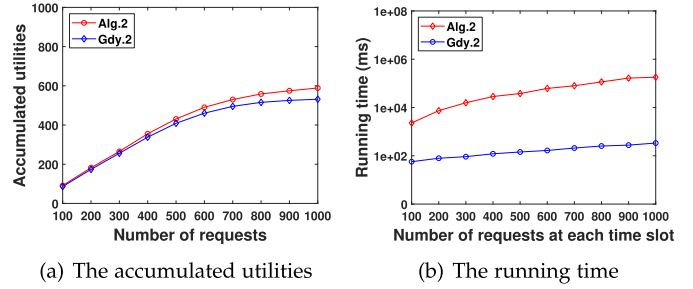 Accumulated utilities
1000
800
600
400
200
0
Alg.2
Gdy.2
100 200 300 400 500 600 700 800 900 1000
Number of requests
(a) The accumulated utilities
Running time (ms)
1e+08
1e+06
1e+04
1e+02
0
Alg.2
Gdy.2
100 200 300 400 500 600 700 800 900 1000
Number of requests at each time slot
(b) The running time